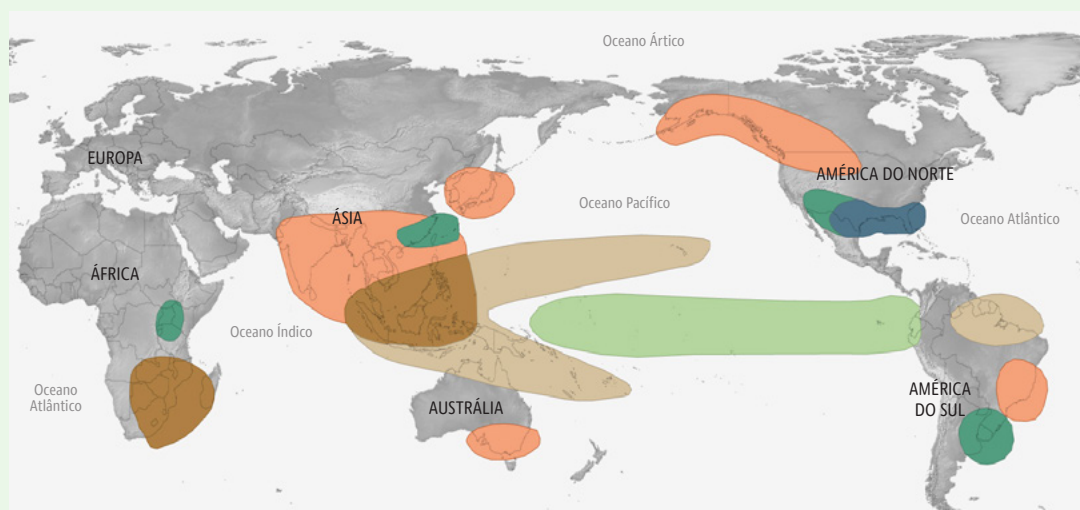 Oceano Ártico
EUROPA
AMÉRICA DO NORTE
Oceano Pacífico
ÁSIA
Oceano Atlântico
ÁFRICA
Oceano Índico
Oceano
Atlântico
AUSTRÁLIA
AMÉRICA
DO SUL